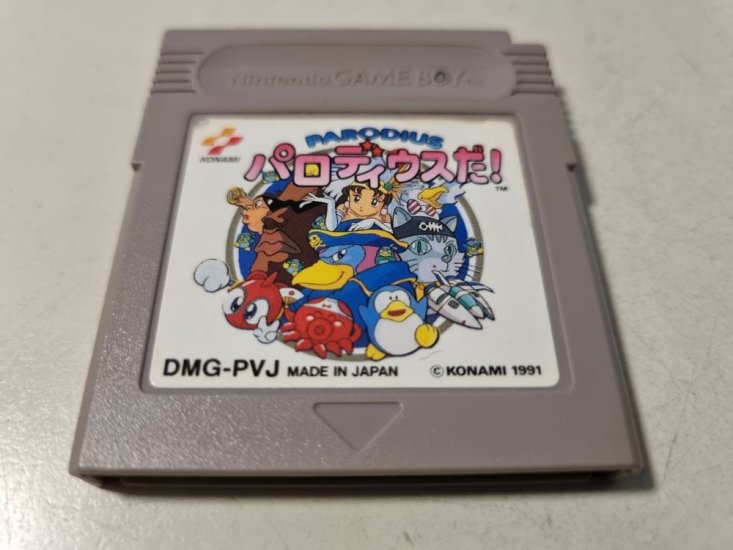 Nintendo GAME BOY TM
KONAMI
PARODIUS
パロディウスだ! TM
DMG-PVJ MADE IN JAPAN © KONAMI 1991